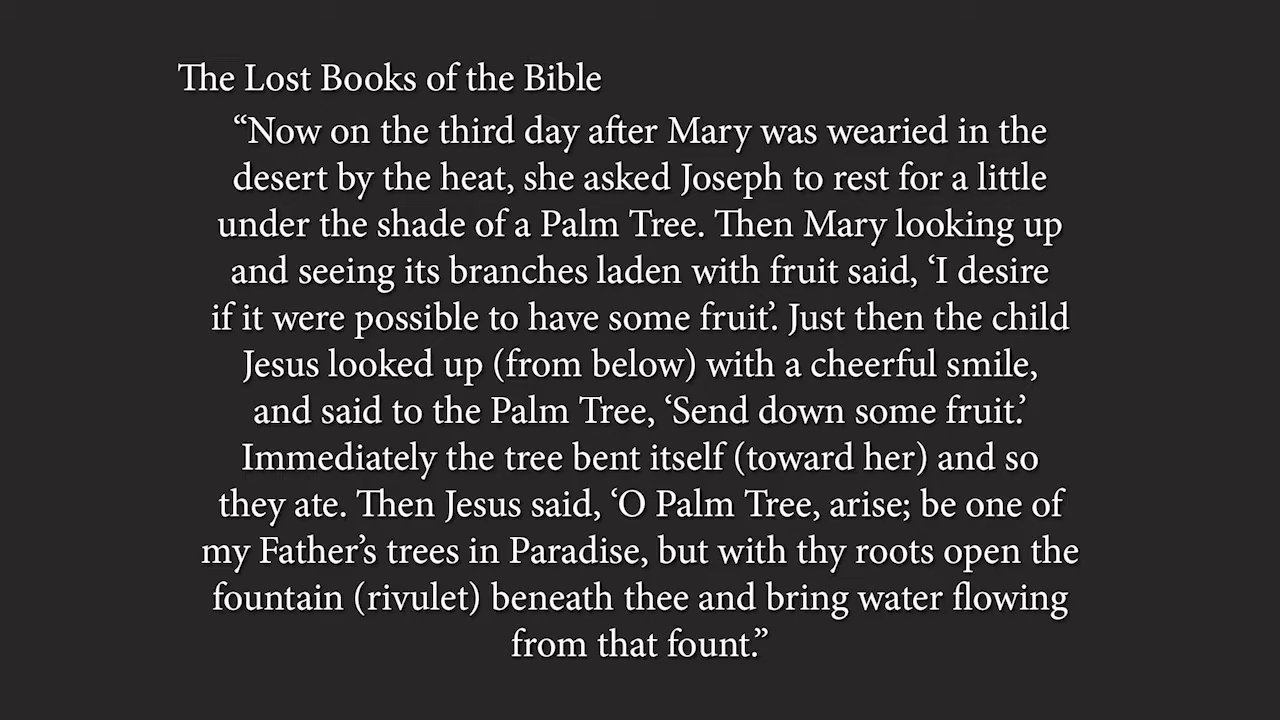 The Lost Books of the Bible
“Now on the third day after Mary was wearied in the
desert by the heat, she asked Joseph to rest for a little
under the shade of a Palm Tree. Then Mary looking up
and seeing its branches laden with fruit said, ‘I desire
if it were possible to have some fruit’. Just then the child
Jesus looked up (from below) with a cheerful smile,
and said to the Palm Tree, ‘Send down some fruit.’
Immediately the tree bent itself (toward her) and so
they ate. Then Jesus said, ‘O Palm Tree, arise; be one of
my Father’s trees in Paradise, but with thy roots open the
fountain (rivulet) beneath thee and bring water flowing
from that fount.”